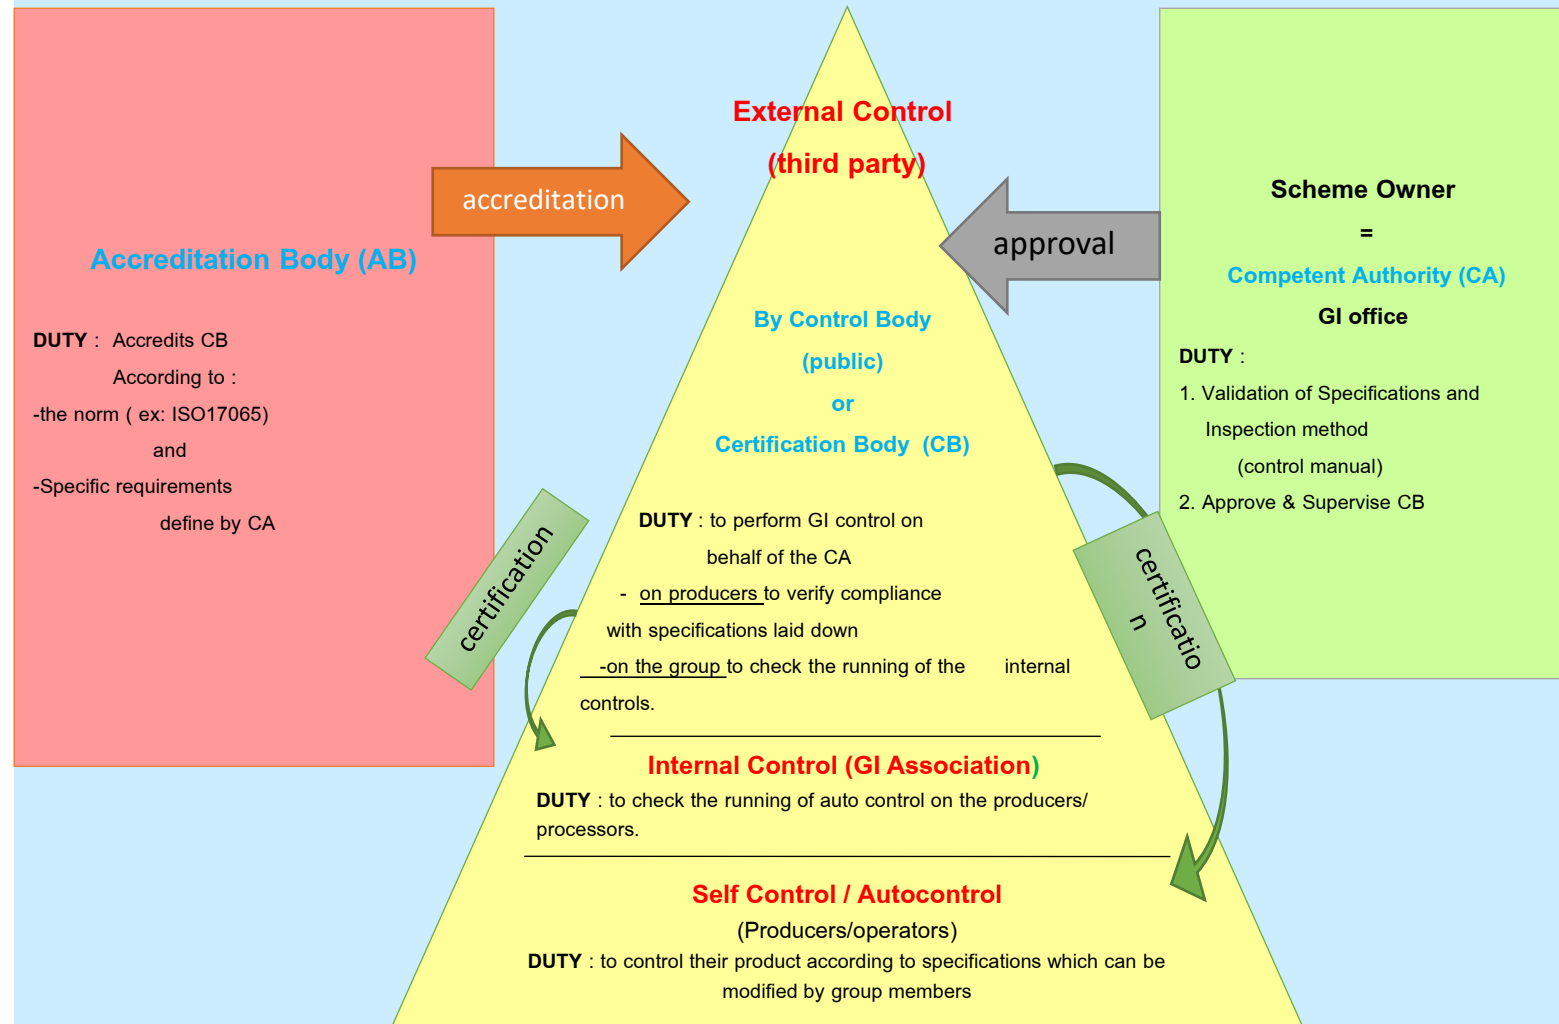 Accreditation Body (AB)
DUTY : Accredits CB
According to :
-the norm ( ex: ISO17065)
and
-Specific requirements
define by CA
accreditation
External Control
(third party)
By Control Body
(public)
or
Certification Body (CB)
DUTY : to perform GI control on
behalf of the CA
- on producers to verify compliance
with specifications laid down
-on the group to check the running of the internal
controls.
certification
Internal Control (GI Association)
DUTY : to check the running of auto control on the producers/
processors.
Self Control / Autocontrol
(Producers/operators)
DUTY : to control their product according to specifications which can be
modified by group members
approval
certificatio
n
Scheme Owner
=
Competent Authority (CA)
GI office
DUTY :
1. Validation of Specifications and
Inspection method
(control manual)
2. Approve & Supervise CB